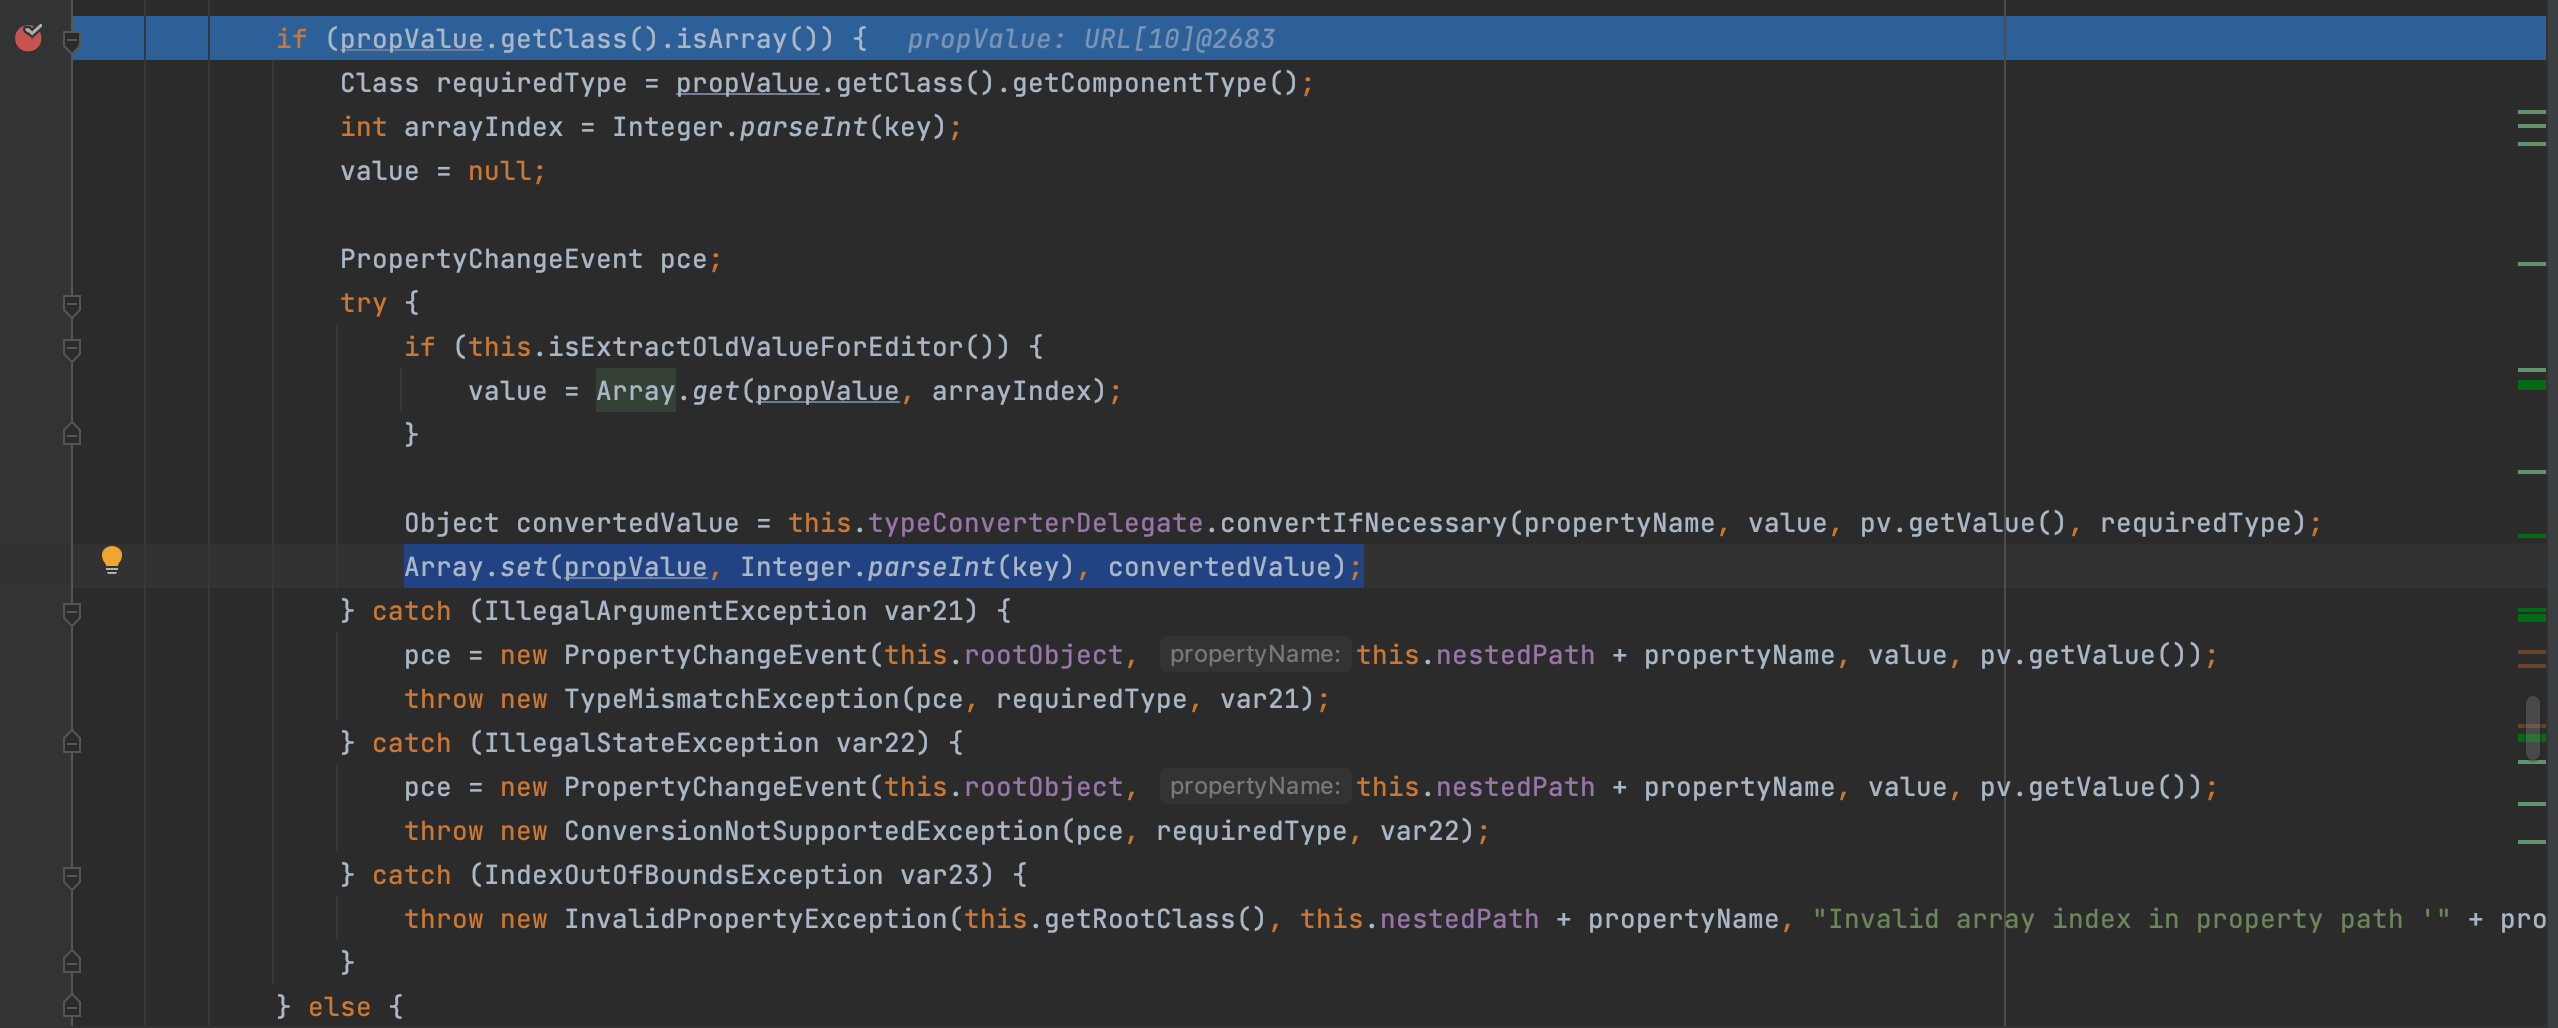 if (propValue.getClass().isArray()) {  propValue: URL[10]@2683
Class requiredType = propValue.getClass().getComponentType();
int arrayIndex = Integer.parseInt(key);
value = null;
PropertyChangeEvent pce;
try {
if (this.isExtractOldValueForEditor()) {
value = Array.get(propValue, arrayIndex);
}
Object convertedValue = this.typeConverterDelegate.convertIfNecessary(propertyName, value, pv.getValue(), requiredType);
Array.set(propValue, Integer.parseInt(key), convertedValue);
} catch (IllegalArgumentException var21) {
pce = new PropertyChangeEvent(this.rootObject, propertyName: this.nestedPath + propertyName, value, pv.getValue());
throw new TypeMismatchException(pce, requiredType, var21);
} catch (IllegalStateException var22) {
pce = new PropertyChangeEvent(this.rootObject, propertyName: this.nestedPath + propertyName, value, pv.getValue());
throw new ConversionNotSupportedException(pce, requiredType, var22);
} catch (IndexOutOfBoundsException var23) {
throw new InvalidPropertyException(this.getRootClass(), this.nestedPath + propertyName, "Invalid array index in property path '" + pro
}
} else {